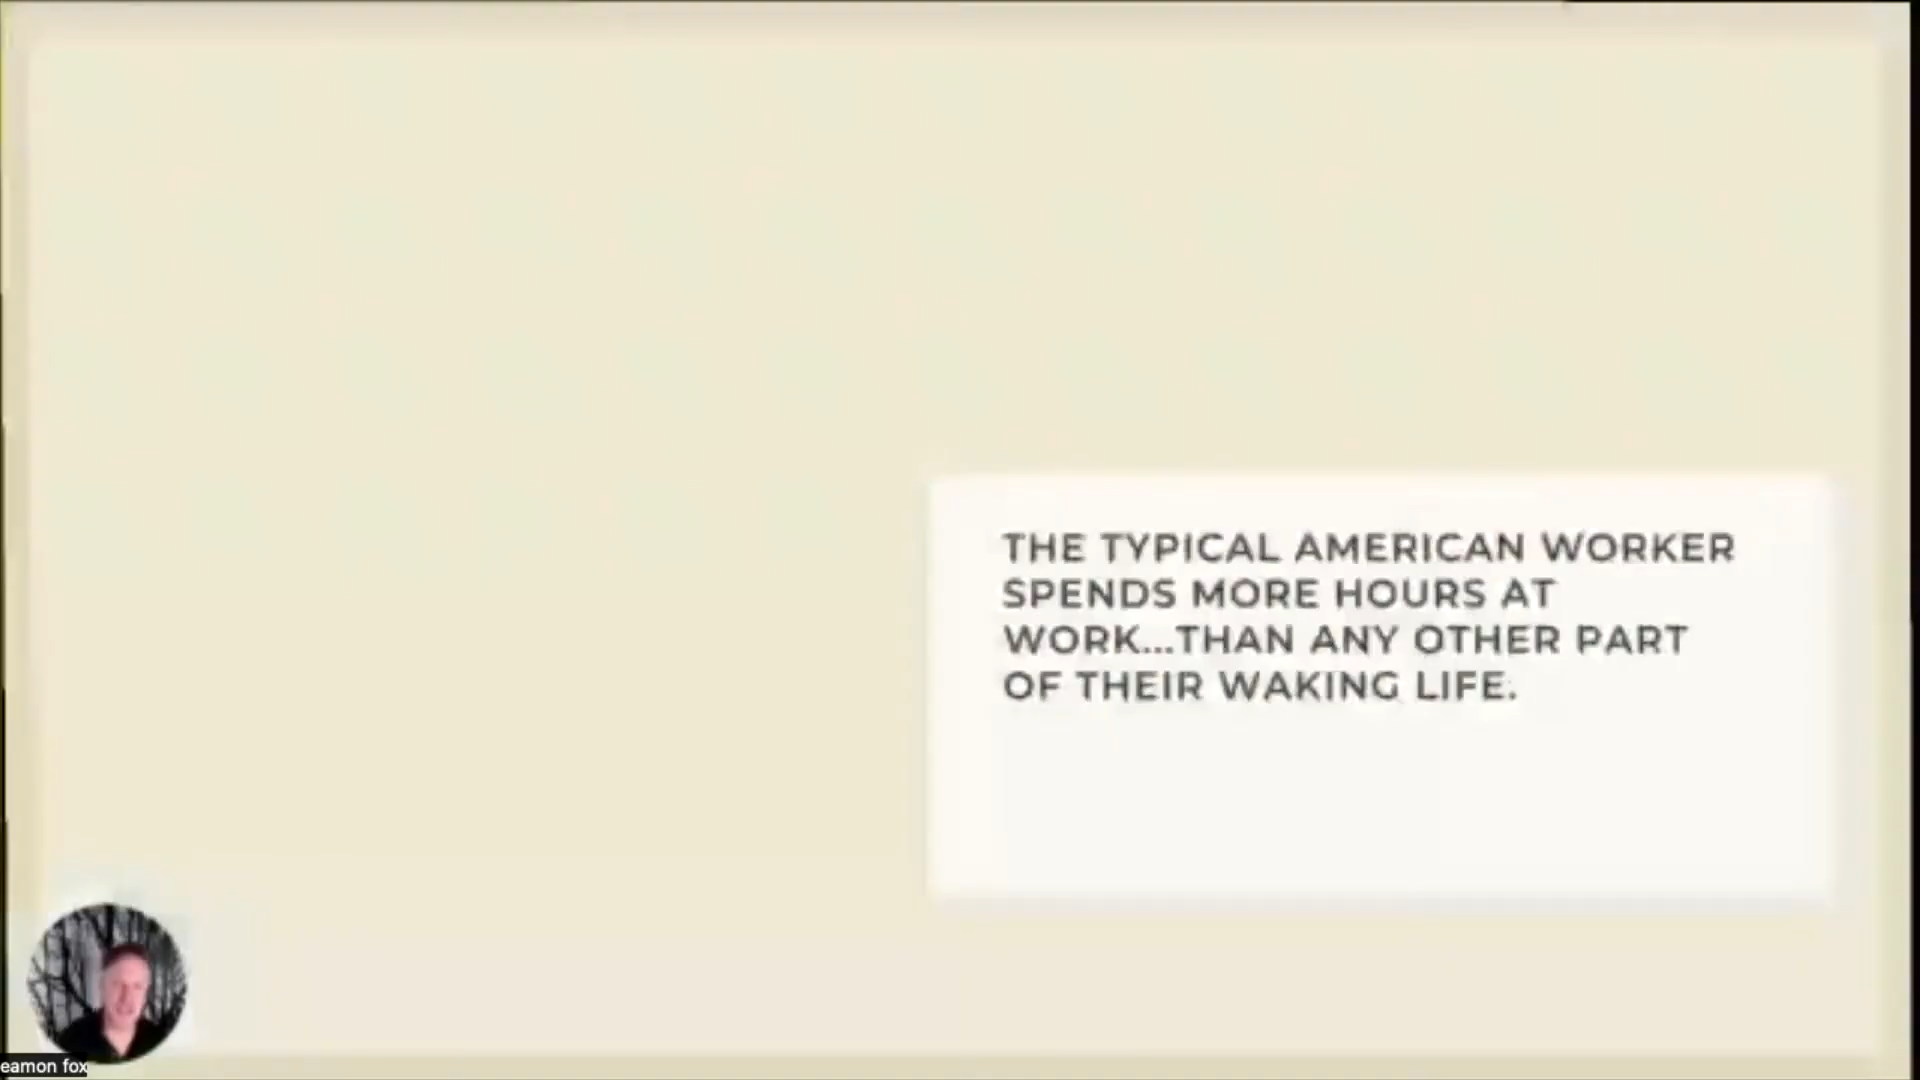 THE TYPICAL AMERICAN WORKER
SPENDS MORE HOURS AT
WORK...THAN ANY OTHER PART
OF THEIR WAKING LIFE.
eamon fox